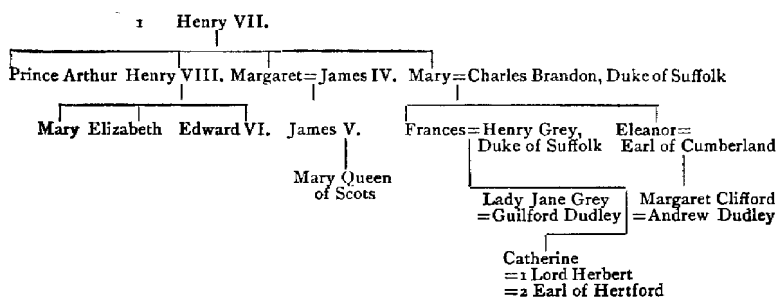 1 Henry VII.
Prince Arthur Henry VIII. Margaret=James IV. Mary=Charles Brandon, Duke of Suffolk
Mary Elizabeth Edward VI. James V. Frances=Henry Grey, Eleanor=
Duke of Suffolk Earl of Cumberland
Mary Queen
of Scots
Lady Jane Grey Margaret Clifford
=Guilford Dudley =Andrew Dudley
Catherine
=1 Lord Herbert
=2 Earl of Hertford